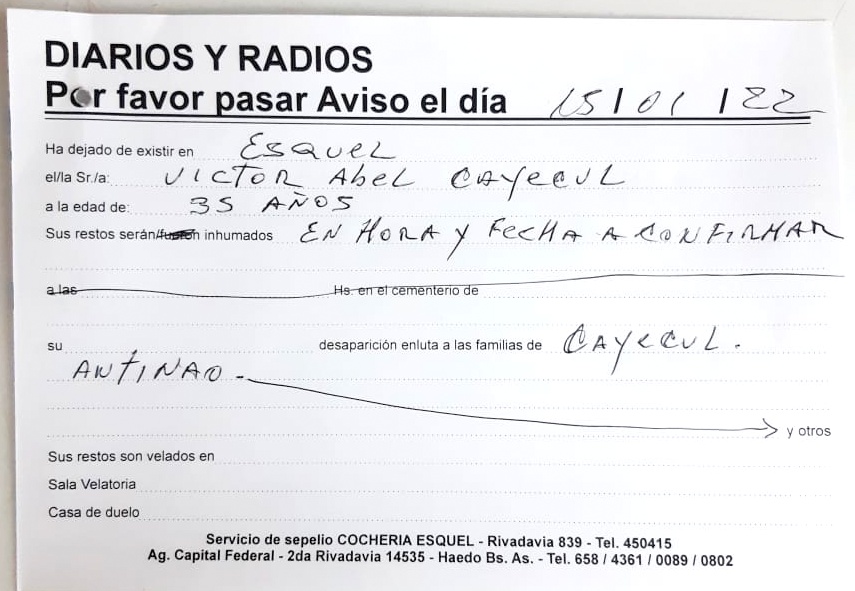 DIARIOS Y RADIOS
Por favor pasar Aviso el día 15/01/22
Ha dejado de existir en ESQUEL
el/la Sr./a: VICTOR AbEL CAYECUL
a la edad de: 35 AÑOS
Sus restos serán/fueron inhumados EN HORA Y FECHA A CONFIRMAR
a las Hs. en el cementerio de
su desaparición enluta a las familias de CAYECUL.
ANTINAO -
y otros
Sus restos son velados en
Sala Velatoria
Casa de duelo
Servicio de sepelio COCHERIA ESQUEL - Rivadavia 839 - Tel. 450415
Ag. Capital Federal - 2da Rivadavia 14535 - Haedo Bs. As. - Tel. 658 / 4361 / 0089 / 0802